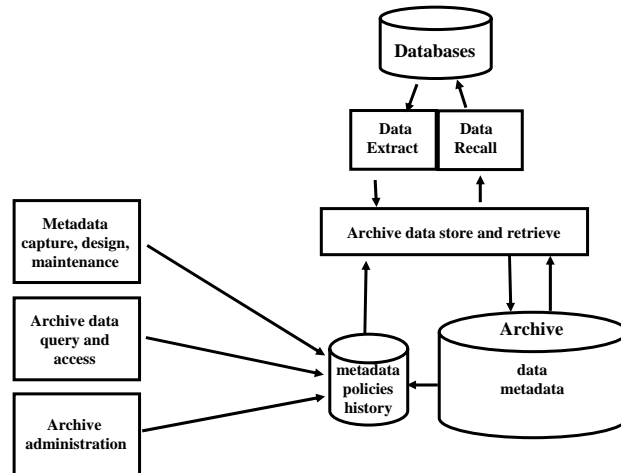 Databases
Data
Extract
Data
Recall
Archive data store and retrieve
Metadata
capture, design,
maintenance
Archive data
query and
access
Archive
administration
metadata
policies
history
Archive
data
metadata